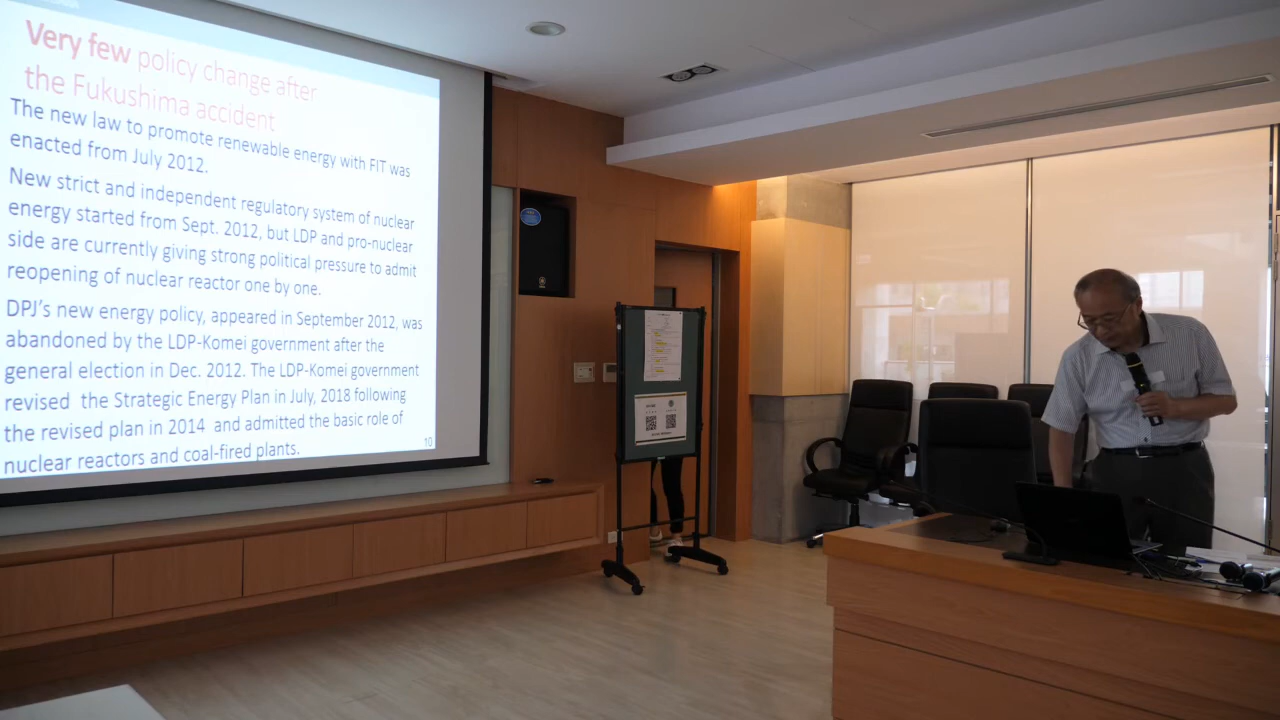 Very few policy change after
the Fukushima accident
The new law to promote renewable energy with FIT was
enacted from July 2012.
New strict and independent regulatory system of nuclear
energy started from Sept. 2012, but LDP and pro-nuclear
side are currently giving strong political pressure to admit
reopening of nuclear reactor one by one.
DPJ's new energy policy, appeared in September 2012, was
abandoned by the LDP-Komei government after the
general election in Dec. 2012. The LDP-Komei government
revised the Strategic Energy Plan in July, 2018 following
the revised plan in 2014 and admitted the basic role of
nuclear reactors and coal-fired plants.
10